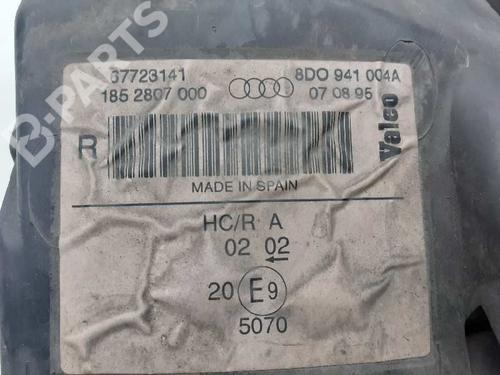 B-PARTS
67723141
8DO 941 004A
185 2807 000
07 08 95
R
Valeo
MADE IN SPAIN
HC/R A
02 02
20 E9
5070